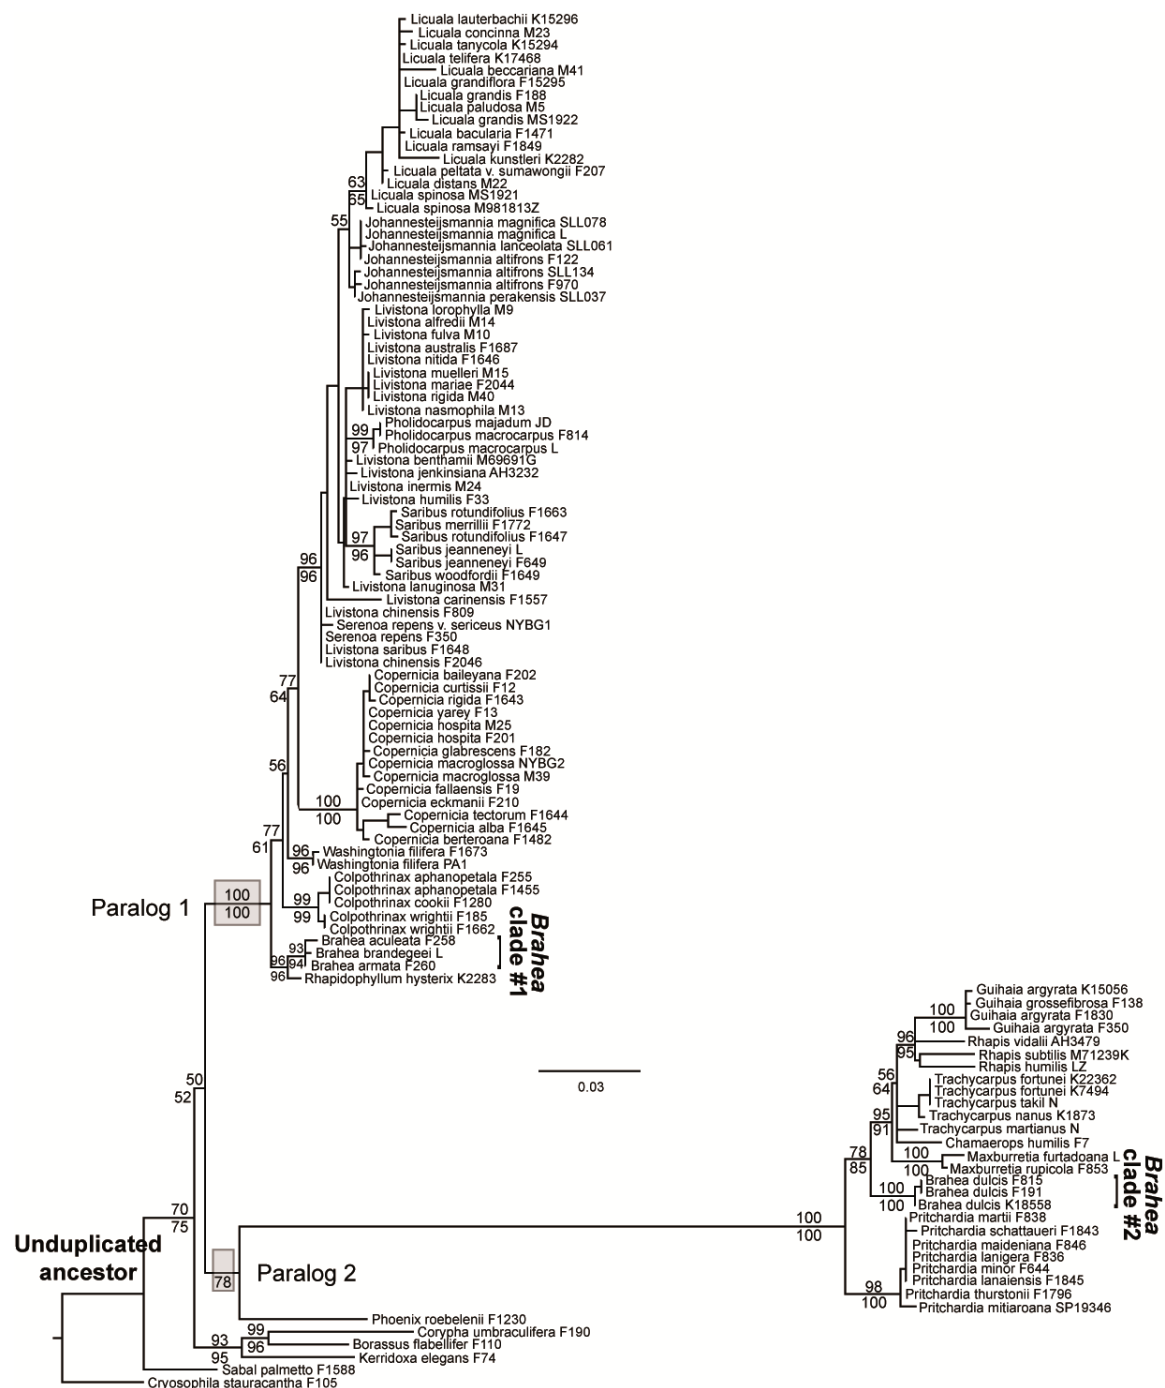 Licuala lauterbachii K15296
Licuala concinna M23
Licuala tanycola K15294
Licuala telifera K17468
Licuala beccariana M41
Licuala grandiflora F15295
Licuala grandis F188
Licuala paludosa M5
Licuala grandis MS1922
Licuala bacularia F1471
Licuala ramsayi F1849
Licuala kunstleri K2282
Licuala peltata v. sumawongii F207
63
Licuala distans M22
65
Licuala spinosa MS1921
Licuala spinosa M981813Z
55
Johannesteijsmannia magnifica SLL078
Johannesteijsmannia magnifica L
Johannesteijsmannia lanceolata SLL061
Johannesteijsmannia altifrons F122
Johannesteijsmannia altifrons SLL134
Johannesteijsmannia altifrons F970
Johannesteijsmannia perakensis SLL037
Livistona lorophylla M9
Livistona alfredii M14
Livistona fulva M10
Livistona australis F1687
Livistona nitida F1646
Livistona muelleri M15
Livistona mariae F2044
Livistona rigida M40
Livistona nasmophila M13
Pholidocarpus majadum JD
99
Pholidocarpus macrocarpus F814
97
Pholidocarpus macrocarpus L
Livistona benthamii M69691G
Livistona jenkinsiana AH3232
Livistona inermis M24
Livistona humilis F33
Saribus rotundifolius F1663
Saribus merrillii F1772
97
Saribus rotundifolius F1647
96
Saribus jeanneneyi L
Saribus jeanneneyi F649
96
96
Saribus woodfordii F1649
Livistona lanuginosa M31
Livistona carinensis F1557
Livistona chinensis F809
Serenoa repens v. sericeus NYBG1
Serenoa repens F350
Livistona saribus F1648
Livistona chinensis F2046
77
64
Copernicia baileyana F202
Copernicia curtissii F12
Copernicia rigida F1643
Copernicia yarey F13
Copernicia hospita M25
Copernicia hospita F201
Copernicia glabrescens F182
56
Copernicia macroglossa NYBG2
Copernicia macroglossa M39
Copernicia fallaensis F19
100
100
Copernicia eckmanii F210
Copernicia tectorum F1644
Copernicia alba F1645
Copernicia berteroana F1482
77
61
96
96
Washingtonia filifera F1673
Washingtonia filifera PA1
Colpothrinax aphanopetala F255
Colpothrinax aphanopetala F1455
99
99
Colpothrinax cookii F1280
Colpothrinax wrightii F185
Colpothrinax wrightii F1662
Paralog 1
100
100
93
94
Brahea aculeata F258
Brahea brandegeei L
Brahea armata F260
96
96
Rhapidophyllum hysterix K2283
Brahea
clade #1
Guihaia argyrata K15056
Guihaia grossefibrosa F138
100
100
Guihaia argyrata F1830
Guihaia argyrata F350
96
95
Rhapis vidalii AH3479
Rhapis subtilis M71239K
Rhapis humilis LZ
56
64
Trachycarpus fortunei K22362
Trachycarpus fortunei K7494
Trachycarpus takil N
Trachycarpus nanus K1873
95
91
Trachycarpus martianus N
Chamaerops humilis F7
100
100
Maxburretia furtadoana L
Maxburretia rupicola F853
78
85
100
100
Brahea dulcis F815
Brahea dulcis F191
Brahea dulcis K18558
Brahea
clade #2
Pritchardia martii F838
Pritchardia schattaueri F1843
Pritchardia maideniana F846
Pritchardia lanigera F836
Pritchardia minor F644
Pritchardia lanaiensis F1845
98
100
Pritchardia thurstonii F1796
Pritchardia mitiaroana SP19346
0.03
50
52
100
100
70
75
Unduplicated
ancestor
78
Paralog 2
Phoenix roebelenii F1230
93
95
99
96
Corypha umbraculifera F190
Borassus flabellifer F110
Kerridoxa elegans F74
Sabal palmetto F1588
Cryosophila stauracantha F105